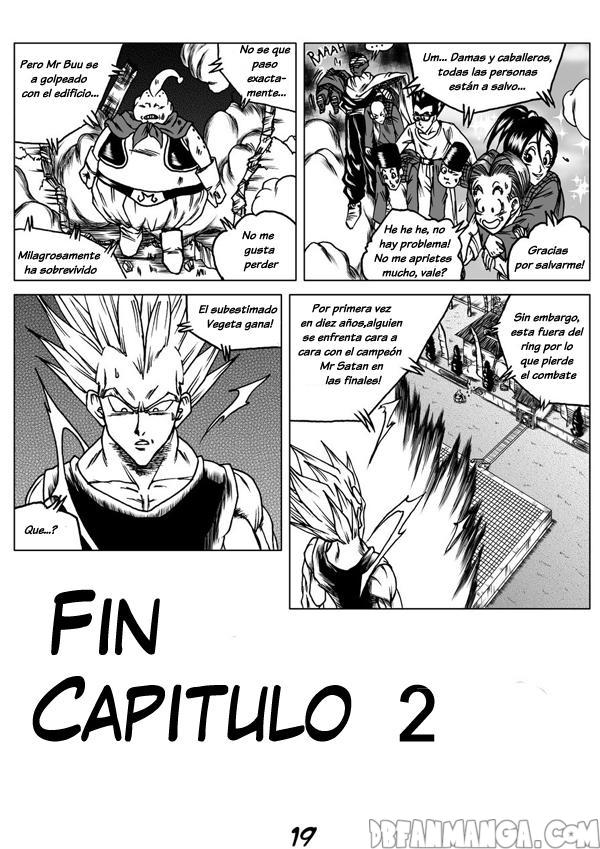 RAAAH
...
Um... Damas y caballeros,
todas las personas
están a salvo...
Gracias
por salvarme!
He he he, no
hay problema!
No me aprietes
mucho, vale?
No se que
paso
exacta-
mente...
Pero Mr Buu se
a golpeado
con el edificio...
No me
gusta
perder
Milagrosamente
ha sobrevivido
Sin embargo,
esta fuera del
ring por lo
que pierde
el combate
Por primera vez
en diez años,alguien
se enfrenta cara a
cara con el campeón
Mr Satan en
las finales!
El subestimado
Vegeta gana!
Que...?
FIN
CAPITULO 2
19
DBFANMANGA.COM